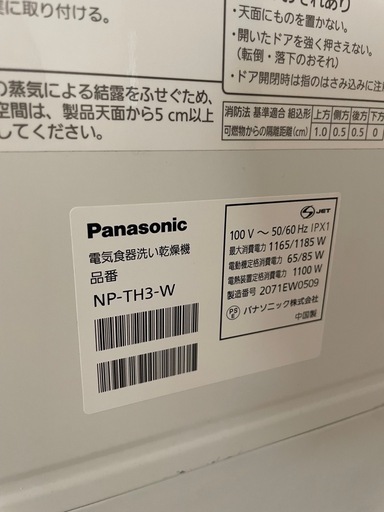 に取り付ける。
・天面にものを置かない。
・開いたドアを強く押さえない。
（転倒・落下のおそれ）
・ドア開閉時は指のはさみ込みに注
の蒸気による結露をふせぐため、
空間は、製品天面から5 cm以上
してください。
消防法 基準適合 組込形 上方 側方 後方 下方
可燃物からの離隔距離(cm) 1.0 0.5 0.5 0
Panasonic
電気食器洗い乾燥機
品番
NP-TH3-W
S JET
100 V ～ 50/60 Hz IPX1
最大消費電力 1165/1185 W
電動機定格消費電力 65/85 W
電熱装置定格消費電力 1100 W
製造番号 2071EW0509
PS E パナソニック株式会社
中国製